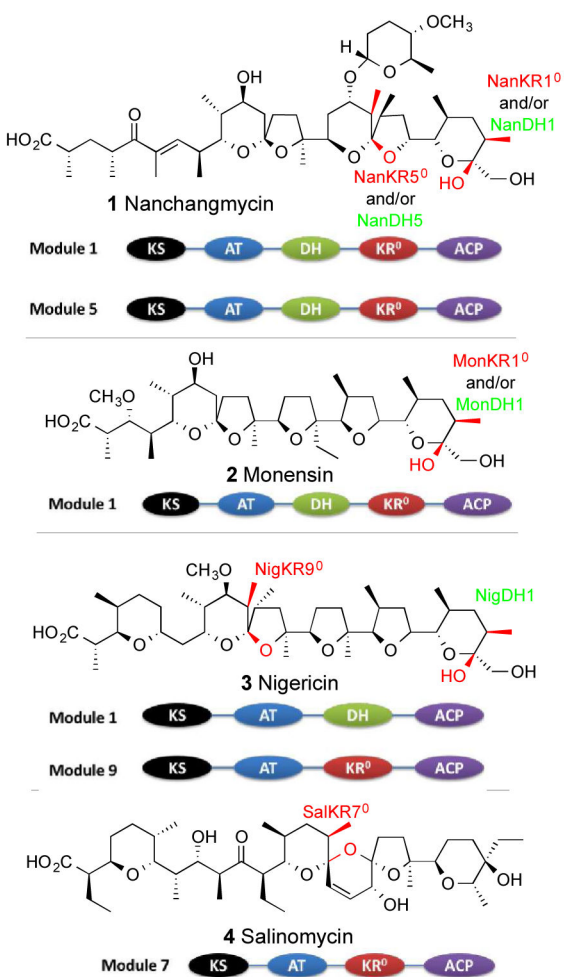 OCH₃
H
O
O
OH
NanKR1⁰
and/or
NanDH1
HO₂C
O
O
O
O
O
O
HO
OH
NanKR5⁰
and/or
NanDH5
1 Nanchangmycin
Module 1 KS AT DH KR⁰ ACP
Module 5 KS AT DH KR⁰ ACP
OH
MonKR1⁰
and/or
MonDH1
CH₃O
HO₂C
O
O
O
O
O
HO
OH
2 Monensin
Module 1 KS AT DH KR⁰ ACP
CH₃O
NigKR9⁰
NigDH1
HO₂C
O
O
O
O
O
O
HO
OH
3 Nigericin
Module 1 KS AT DH ACP
Module 9 KS AT KR⁰ ACP
SalKR7⁰
OH
O
HO₂C
O
O
O
O
O
OH
OH
4 Salinomycin
Module 7 KS AT KR⁰ ACP